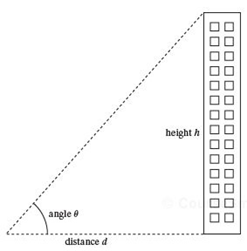 height h
angle θ
distance d